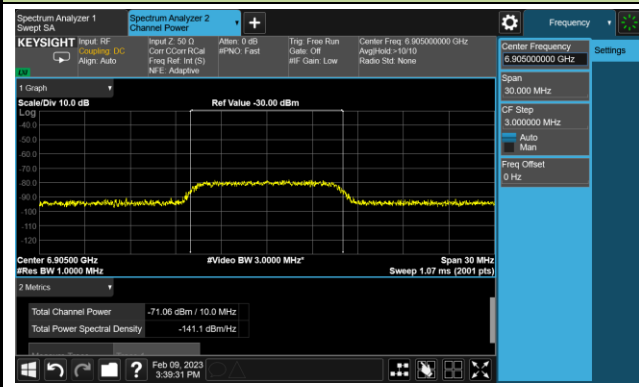 Spectrum Analyzer 1
Swept SA
Spectrum Analyzer 2
Channel Power
+
Frequency
KEYSIGHT
Input: RF
Coupling: DC
Align: Auto
Input Z: 50 Ω
Corr CCorr RCal
Freq Ref: Int (S)
NFE: Adaptive
Atten: 0 dB
#PNO: Fast
Trig: Free Run
Gate: Off
#IF Gain: Low
Center Freq: 6.905000000 GHz
Avg|Hold:>10/10
Radio Std: None
Center Frequency
6.905000000 GHz
Settings
Span
30.000 MHz
CF Step
3.000000 MHz
Auto
Man
Freq Offset
0 Hz
1 Graph
Scale/Div 10.0 dB
Ref Value -30.00 dBm
Log
-40.0
-50.0
-60.0
-70.0
-80.0
-90.0
-100
-110
-120
Center 6.90500 GHz
#Video BW 3.0000 MHz*
Span 30 MHz
#Res BW 1.0000 MHz
Sweep 1.07 ms (2001 pts)
2 Metrics
Total Channel Power
-71.06 dBm / 10.0 MHz
Total Power Spectral Density
-141.1 dBm/Hz
?
Feb 09, 2023
3:39:31 PM